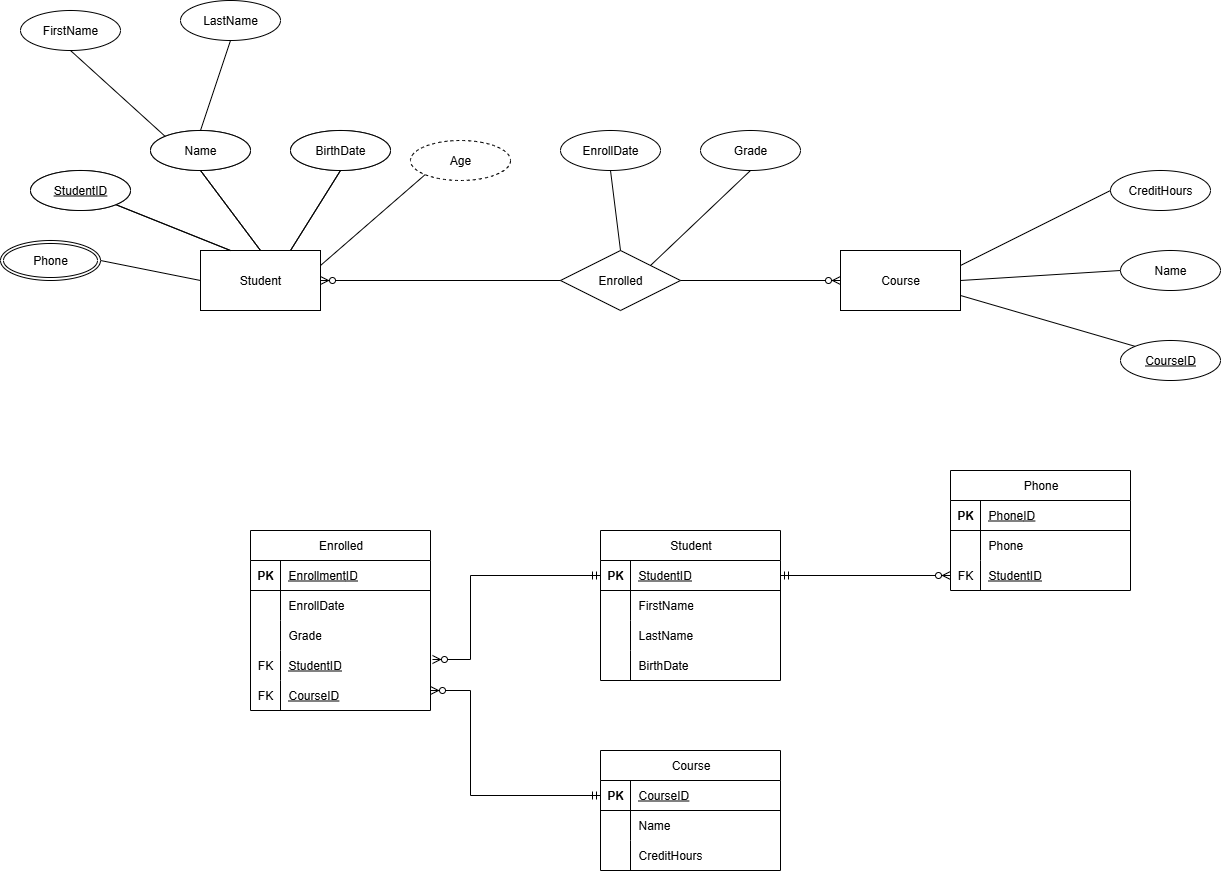 LastName
FirstName
Name
BirthDate
Age
EnrollDate
Grade
StudentID
CreditHours
Phone
Student
Enrolled
Course
Name
CourseID
Phone
PK PhoneID
Phone
FK StudentID
Enrolled
PK EnrollmentID
EnrollDate
Grade
FK StudentID
FK CourseID
Student
PK StudentID
FirstName
LastName
BirthDate
Course
PK CourseID
Name
CreditHours